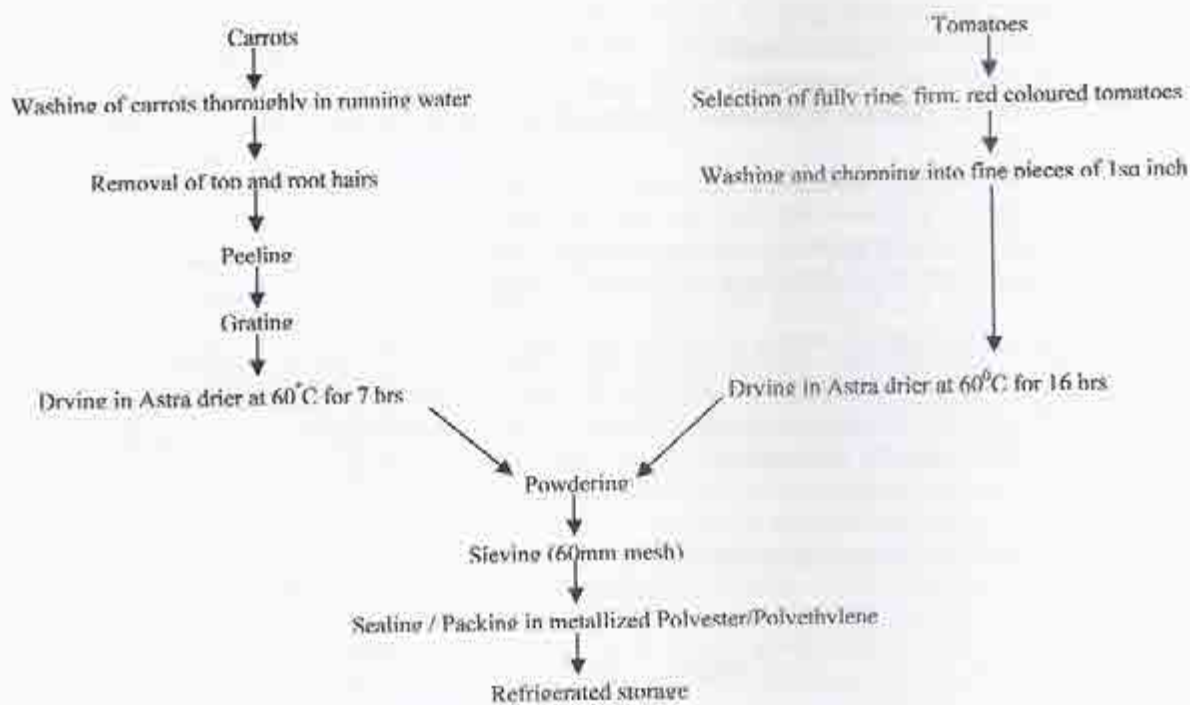 Carrots
Washing of carrots thoroughly in running water
Removal of top and root hairs
Peeling
Grating
Drying in Astra drier at 60°C for 7 hrs
Tomatoes
Selection of fully ripe, firm, red coloured tomatoes
Washing and chopping into fine pieces of 1sq inch
Drying in Astra drier at 60⁰C for 16 hrs
Powdering
Sieving (60mm mesh)
Sealing / Packing in metallized Polyester/Polyethylene
Refrigerated storage